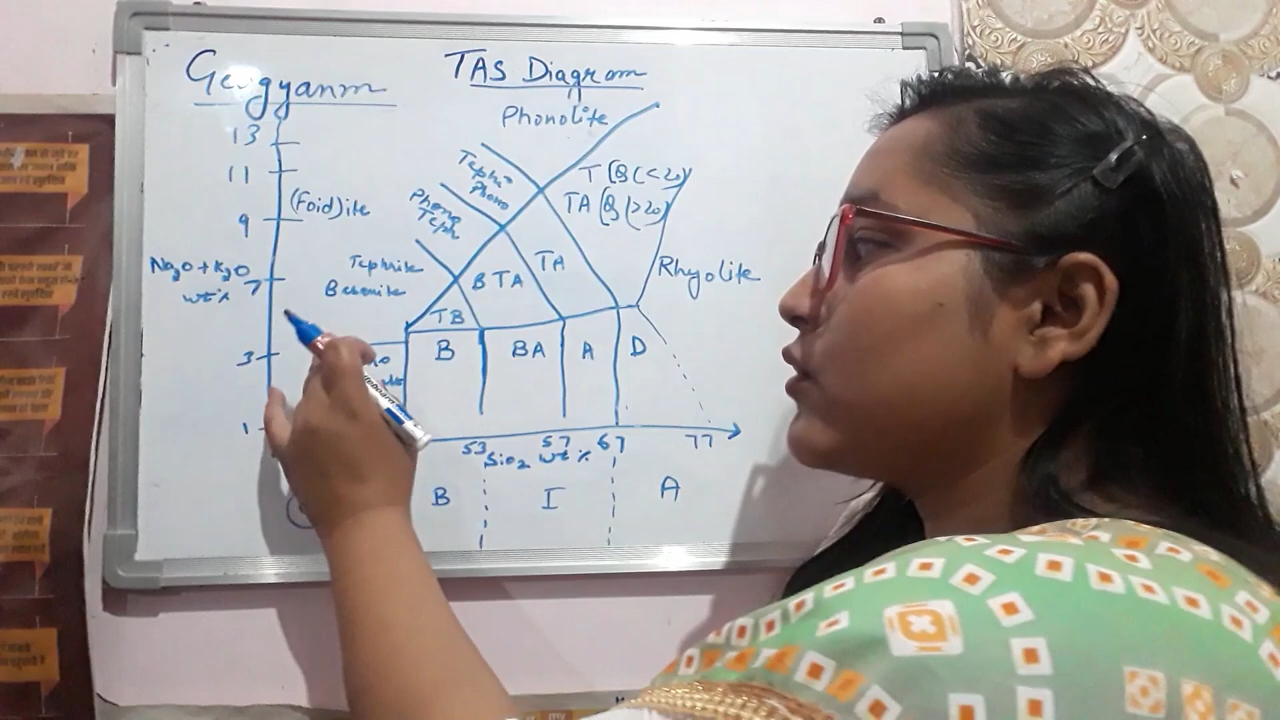 Geogyanm
TAS Diagram
Phonolite
13
11
9
7
3
1
(Foid)ite
Na2O+K2O
wt%
Tephri
Phono
Phono
Teph
Tephrite
Basanite
T (Q(<20)
TA (Q(>20)
TA
BTA
TB
Rhyolite
B
BA
A
D
53
57
67
77
SiO2 wt%
B
I
A